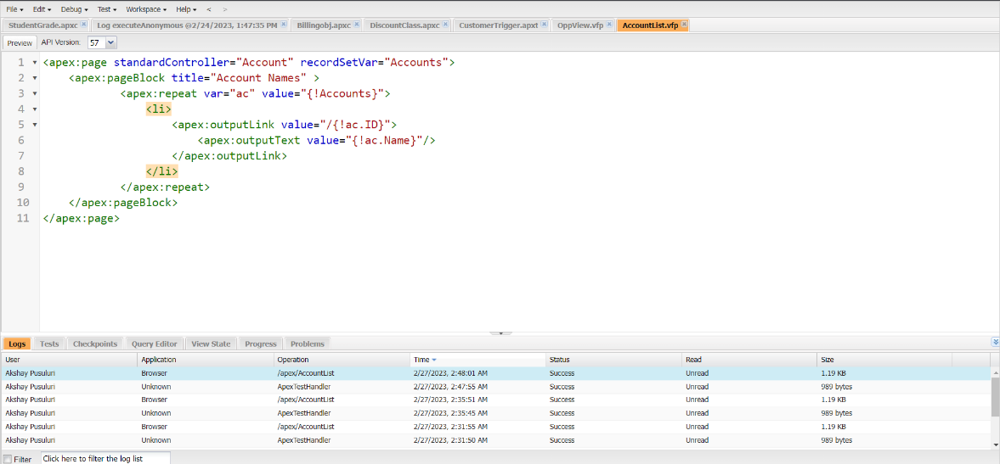 File Edit Debug Test Workspace Help < >
StudentGrade.apxc Log executeAnonymous @2/24/2023, 1:47:35 PM Billingobj.apxc DiscountClass.apxc CustomerTrigger.apxt OppView.vfp AccountList.vfp
Preview API Version: 57
1 <apex:page standardController="Account" recordSetVar="Accounts">
2 <apex:pageBlock title="Account Names" >
3 <apex:repeat var="ac" value="{!Accounts}">
4 <li>
5 <apex:outputLink value="/{!ac.ID}">
6 <apex:outputText value="{!ac.Name}"/>
7 </apex:outputLink>
8 </li>
9 </apex:repeat>
10 </apex:pageBlock>
11 </apex:page>
Logs Tests Checkpoints Query Editor View State Progress Problems
User Application Operation Time Status Read Size
Akshay Pusuluri Browser /apex/AccountList 2/27/2023, 2:48:01 AM Success Unread 1.19 KB
Akshay Pusuluri Unknown ApexTestHandler 2/27/2023, 2:47:55 AM Success Unread 989 bytes
Akshay Pusuluri Browser /apex/AccountList 2/27/2023, 2:35:51 AM Success Unread 1.19 KB
Akshay Pusuluri Unknown ApexTestHandler 2/27/2023, 2:35:45 AM Success Unread 989 bytes
Akshay Pusuluri Browser /apex/AccountList 2/27/2023, 2:31:55 AM Success Unread 1.19 KB
Akshay Pusuluri Unknown ApexTestHandler 2/27/2023, 2:31:50 AM Success Unread 989 bytes
Filter Click here to filter the log list